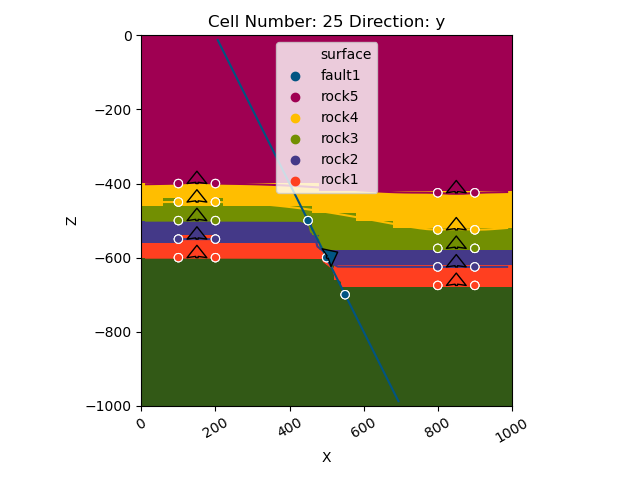 Cell Number: 25 Direction: y
surface
fault1
rock5
rock4
rock3
rock2
rock1
Z
0
−200
−400
−600
−800
−1000
0
200
400
600
800
1000
X